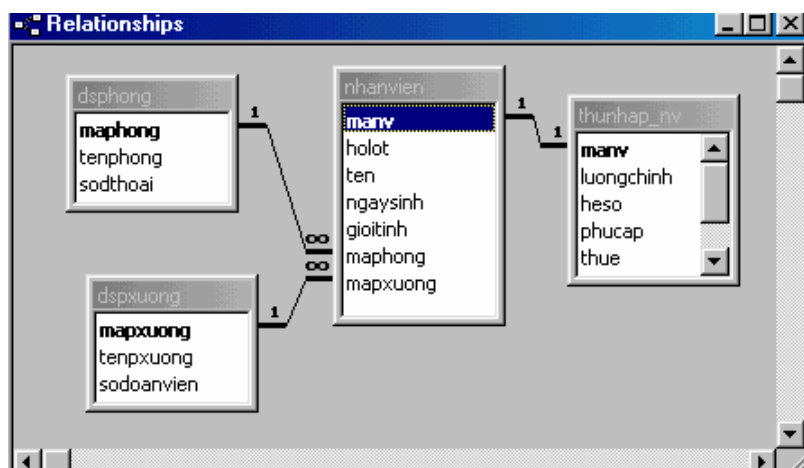 Relationships
dsphong
maphong
tenphong
sodthoai
1
∞
nhanvien
manv
holot
ten
ngaysinh
gioitinh
maphong
mapxuong
1
1
thunhap_nv
manv
luongchinh
heso
phucap
thue
dspxuong
mapxuong
tenpxuong
sodoanvien
1
∞